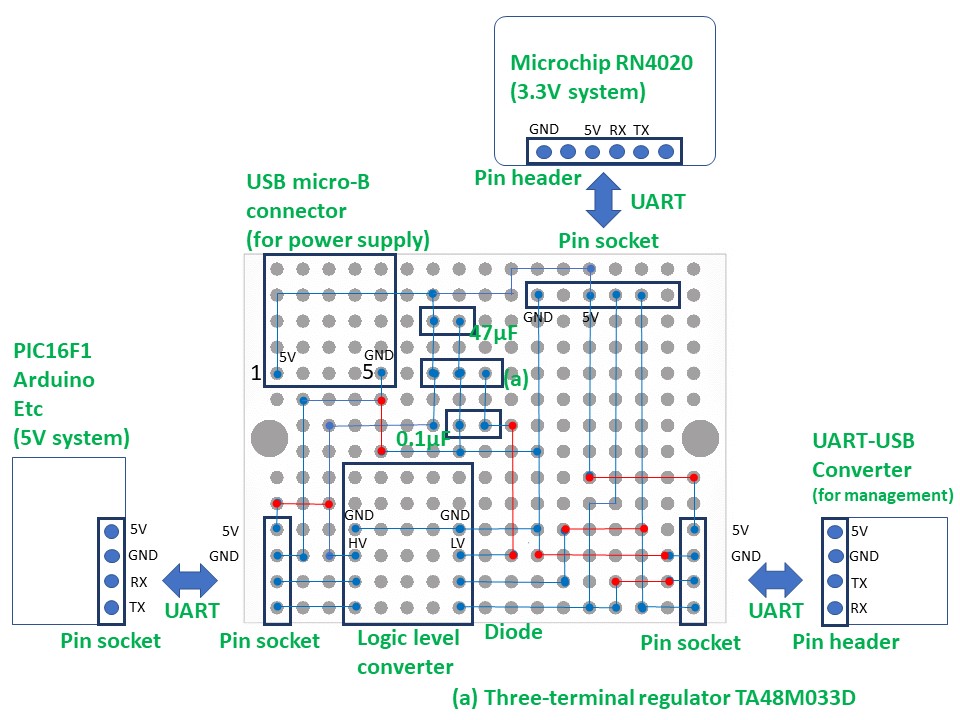 Microchip RN4020
(3.3V system)
GND 5V RX TX
Pin header
UART
Pin socket
USB micro-B
connector
(for power supply)
GND 5V
47µF
5V GND
1 5
(a)
0.1µF
PIC16F1
Arduino
Etc
(5V system)
5V
GND
RX
TX
UART
Pin socket
5V
GND
Pin socket
GND GND
HV LV
Logic level
converter
Diode
5V
GND
Pin socket
UART
UART-USB
Converter
(for management)
5V
GND
TX
RX
Pin header
(a) Three-terminal regulator TA48M033D